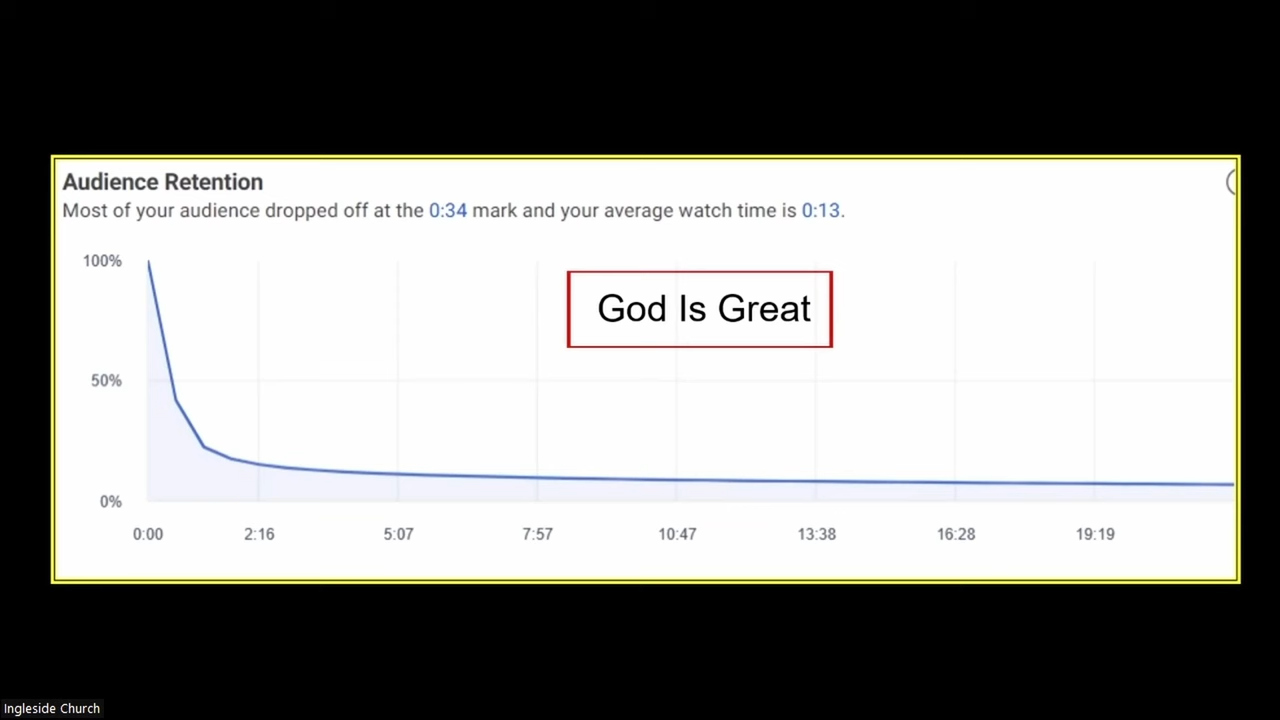 Audience Retention
Most of your audience dropped off at the 0:34 mark and your average watch time is 0:13.
100%
God Is Great
50%
0%
0:00 2:16 5:07 7:57 10:47 13:38 16:28 19:19
Ingleside Church